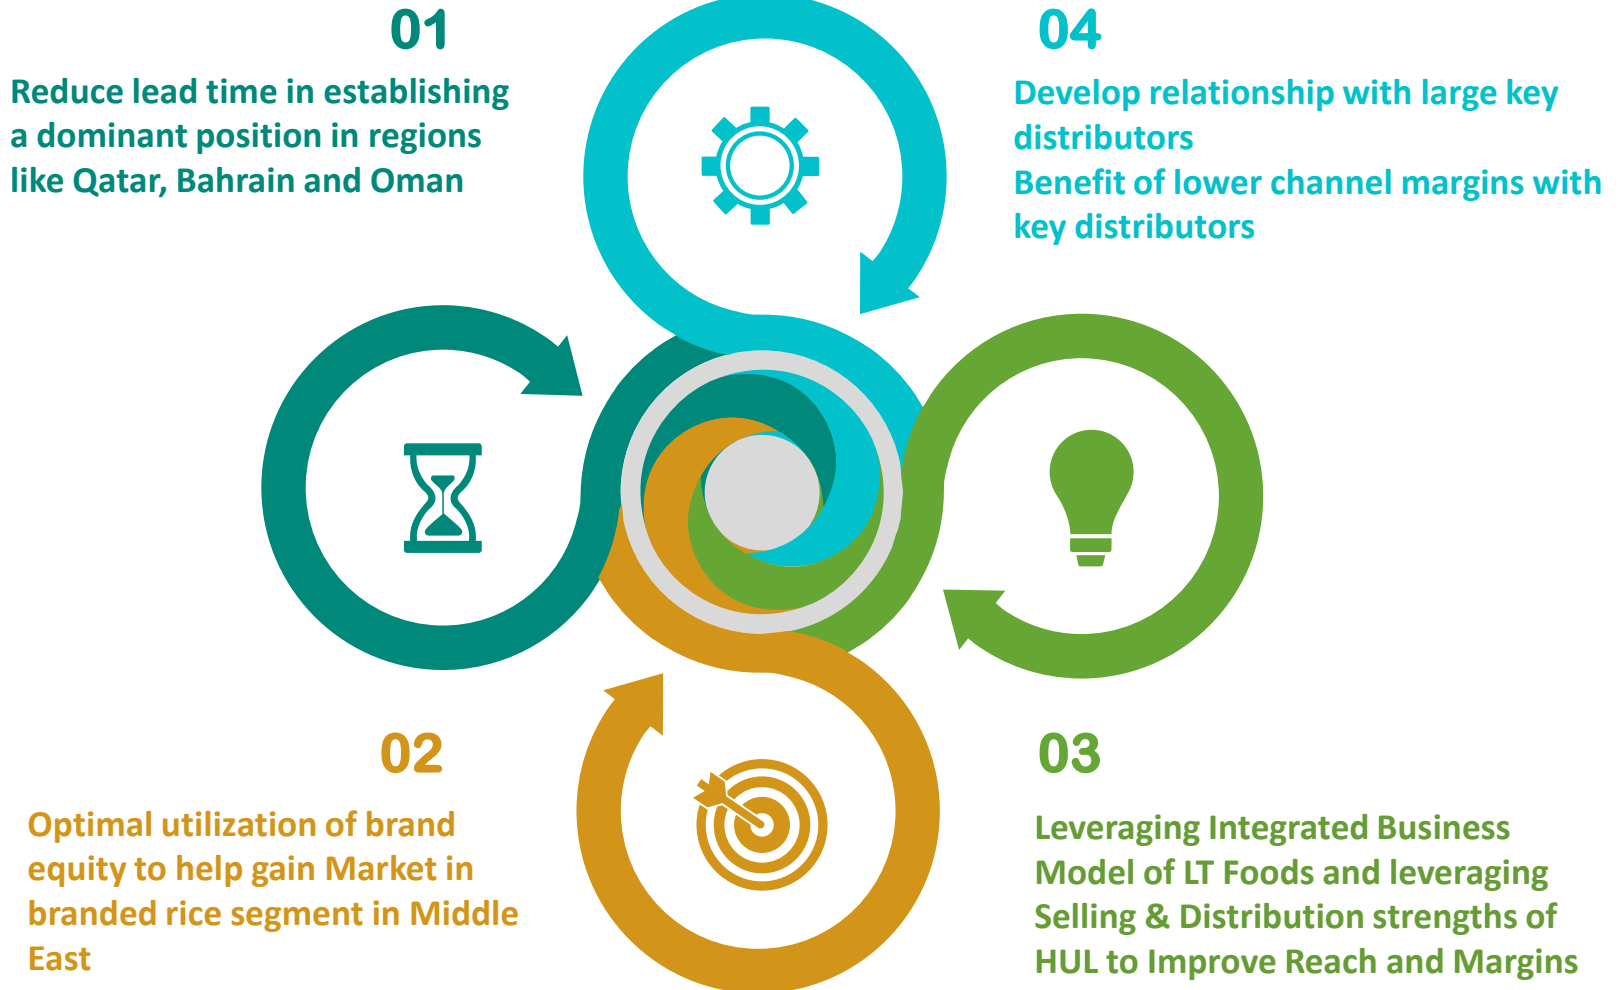 01
Reduce lead time in establishing
a dominant position in regions
like Qatar, Bahrain and Oman
04
Develop relationship with large key
distributors
Benefit of lower channel margins with
key distributors
02
Optimal utilization of brand
equity to help gain Market in
branded rice segment in Middle
East
03
Leveraging Integrated Business
Model of LT Foods and leveraging
Selling & Distribution strengths of
HUL to Improve Reach and Margins